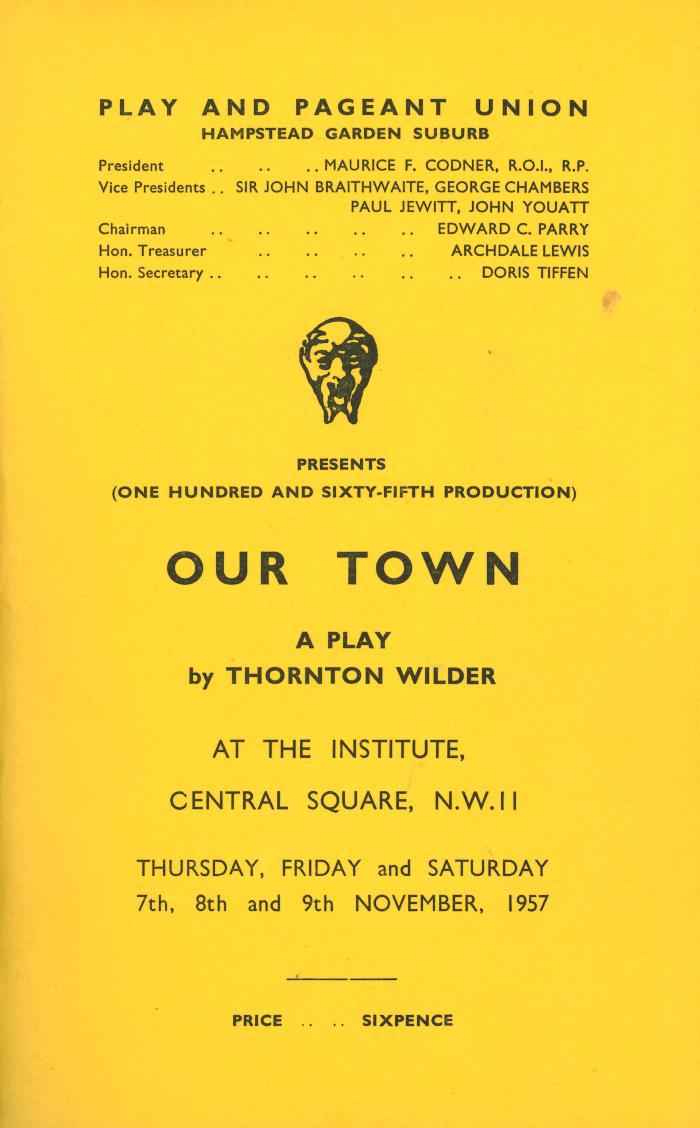 PLAY AND PAGEANT UNION
HAMPSTEAD GARDEN SUBURB
President .. .. .. MAURICE F. CODNER, R.O.I., R.P.
Vice Presidents .. SIR JOHN BRAITHWAITE, GEORGE CHAMBERS
PAUL JEWITT, JOHN YOUATT
Chairman .. .. .. .. .. EDWARD C. PARRY
Hon. Treasurer .. .. .. .. ARCHDALE LEWIS
Hon. Secretary .. .. .. .. .. .. DORIS TIFFEN
PRESENTS
(ONE HUNDRED AND SIXTY-FIFTH PRODUCTION)
OUR TOWN
A PLAY
by THORNTON WILDER
AT THE INSTITUTE,
CENTRAL SQUARE, N.W.11
THURSDAY, FRIDAY and SATURDAY
7th, 8th and 9th NOVEMBER, 1957
PRICE .. .. SIXPENCE